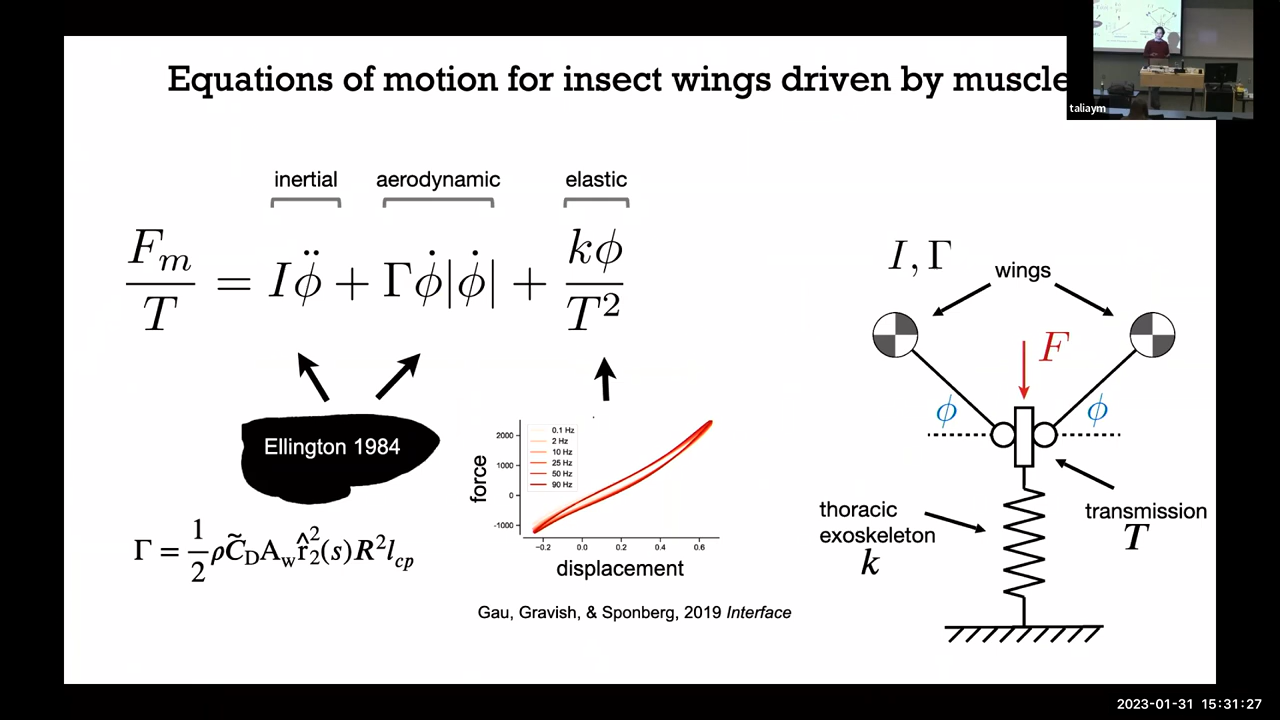 Equations of motion for insect wings driven by muscle
taliaym
inertial aerodynamic elastic
F_m/T = Iφ̈ + Γφ̇|φ̇| + kφ/T²
Ellington 1984
Γ = 1/2 ρC̃_D A_w r̂₂²(s)R²l_cp
force
2000
1000
0
-1000
0.1 Hz
2 Hz
10 Hz
25 Hz
50 Hz
90 Hz
−0.2 0.0 0.2 0.4 0.6
displacement
Gau, Gravish, & Sponberg, 2019 Interface
I, Γ
wings
F
φ φ
thoracic
exoskeleton
k
transmission
T
2023-01-31 15:31:27